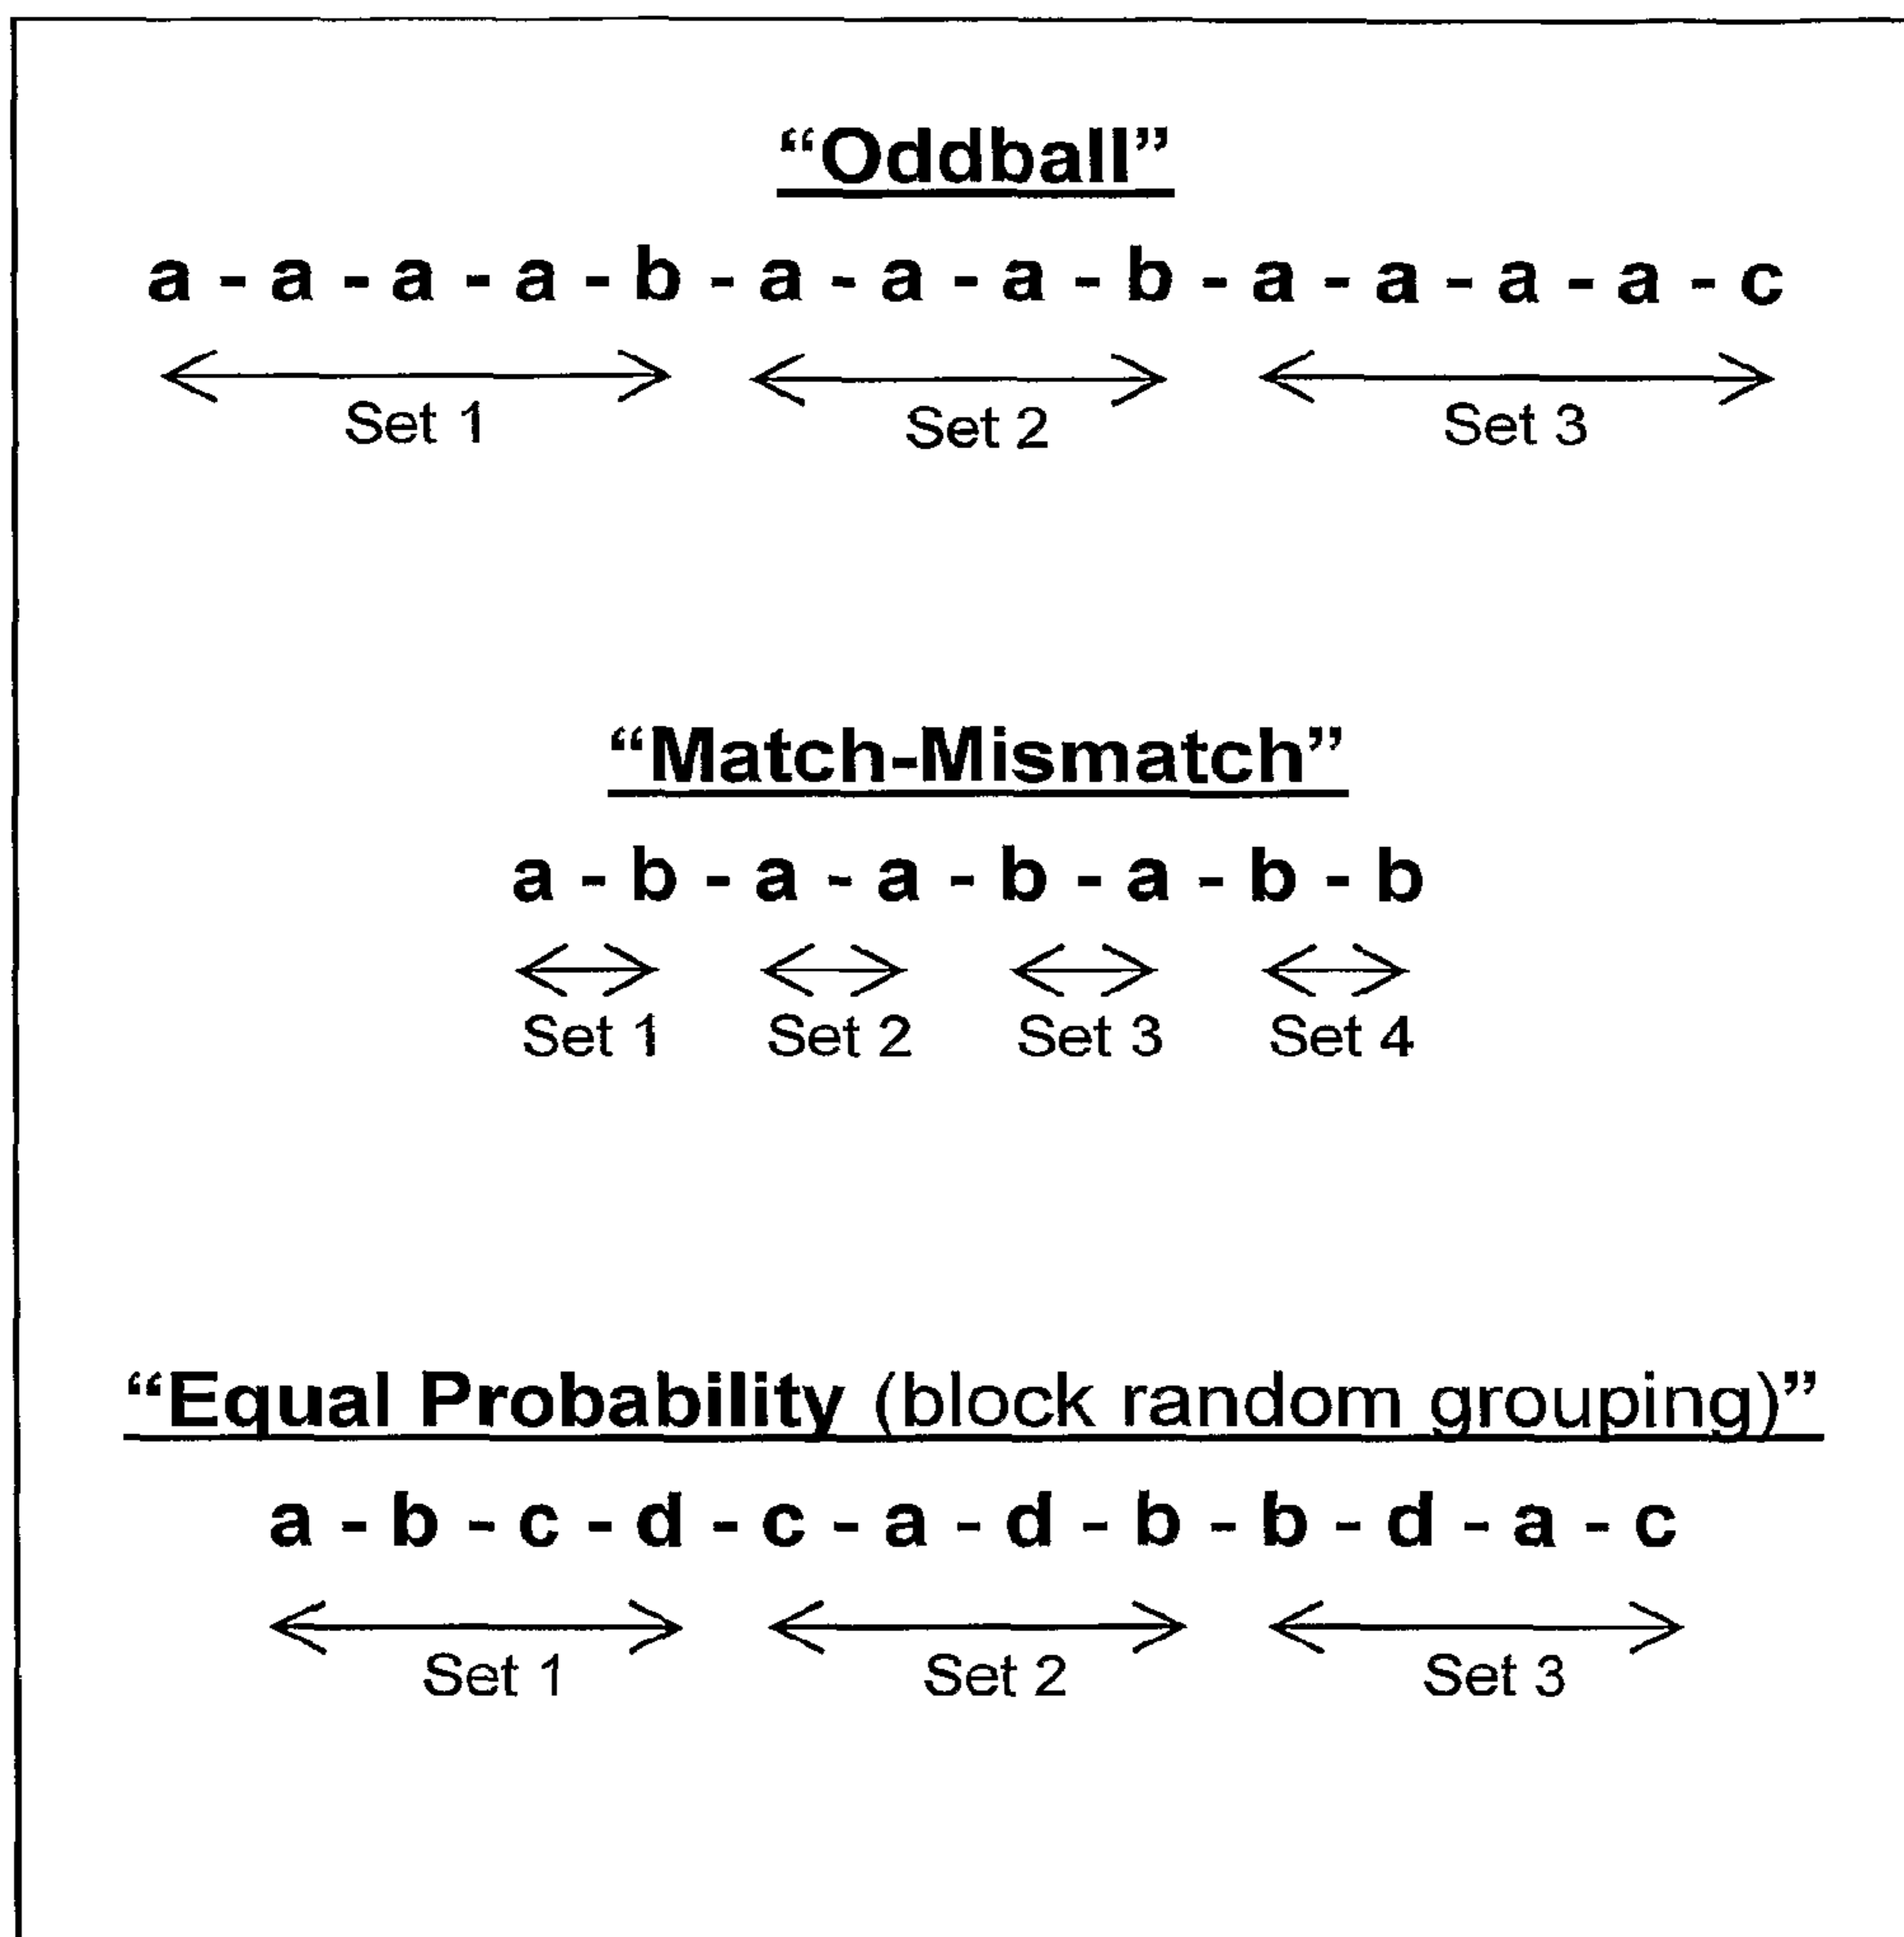 “Oddball”
a - a - a - a - b - a - a - a - b - a - a - a - a - c
Set 1 Set 2 Set 3
“Match-Mismatch”
a - b - a - a - b - a - b - b
Set 1 Set 2 Set 3 Set 4
“Equal Probability (block random grouping)”
a - b - c - d - c - a - d - b - b - d - a - c
Set 1 Set 2 Set 3